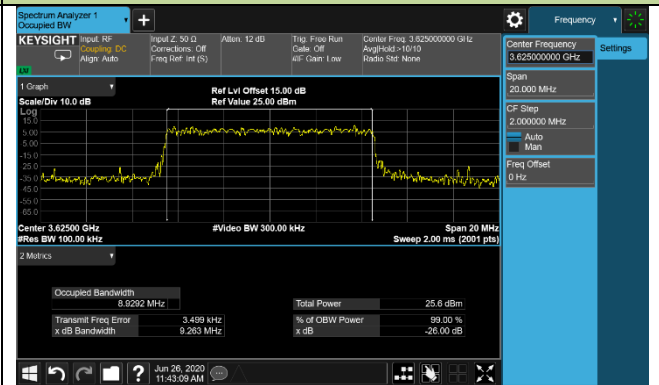 Spectrum Analyzer 1
Occupied BW
Frequency
KEYSIGHT
Input: RF
Coupling: DC
Align: Auto
Input Z: 50 Ω
Corrections: Off
Freq Ref: Int (S)
Atten: 12 dB
Trig: Free Run
Gate: Off
#IF Gain: Low
Center Freq: 3.625000000 GHz
Avg|Hold:>10/10
Radio Std: None
Center Frequency
3.625000000 GHz
Settings
Span
20.000 MHz
CF Step
2.000000 MHz
Auto
Man
Freq Offset
0 Hz
1 Graph
Scale/Div 10.0 dB
Ref Lvl Offset 15.00 dB
Ref Value 25.00 dBm
Log
15.0
5.00
-5.00
-15.0
-25.0
-35.0
-45.0
-55.0
-65.0
Center 3.62500 GHz
#Res BW 100.00 kHz
#Video BW 300.00 kHz
Span 20 MHz
Sweep 2.00 ms (2001 pts)
2 Metrics
Occupied Bandwidth
8.9292 MHz
Total Power 25.6 dBm
Transmit Freq Error 3.499 kHz
% of OBW Power 99.00 %
x dB Bandwidth 9.263 MHz
x dB -26.00 dB
Jun 26, 2020
11:43:09 AM